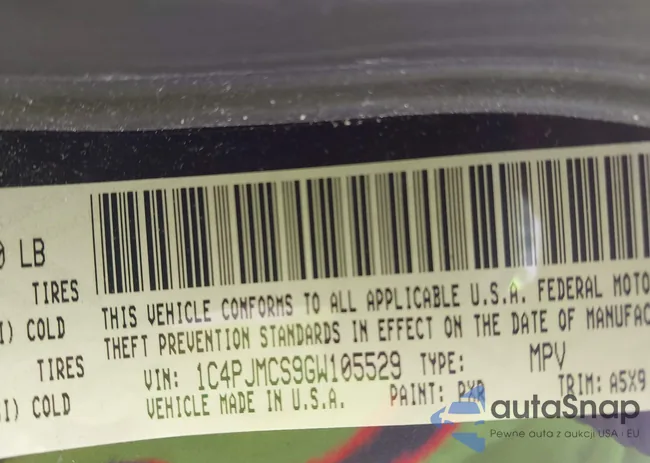 0 LB
TIRES
I) COLD
TIRES
SI) COLD
THIS VEHICLE CONFORMS TO ALL APPLICABLE U.S.A. FEDERAL MOTO
THEFT PREVENTION STANDARDS IN EFFECT ON THE DATE OF MANUFAC
VIN: 1C4PJMCS9GW105529 TYPE: MPV
VEHICLE MADE IN U.S.A. PAINT: PXR TRIM: A5X9
autaSnap
Pewne auta z aukcji USA i EU